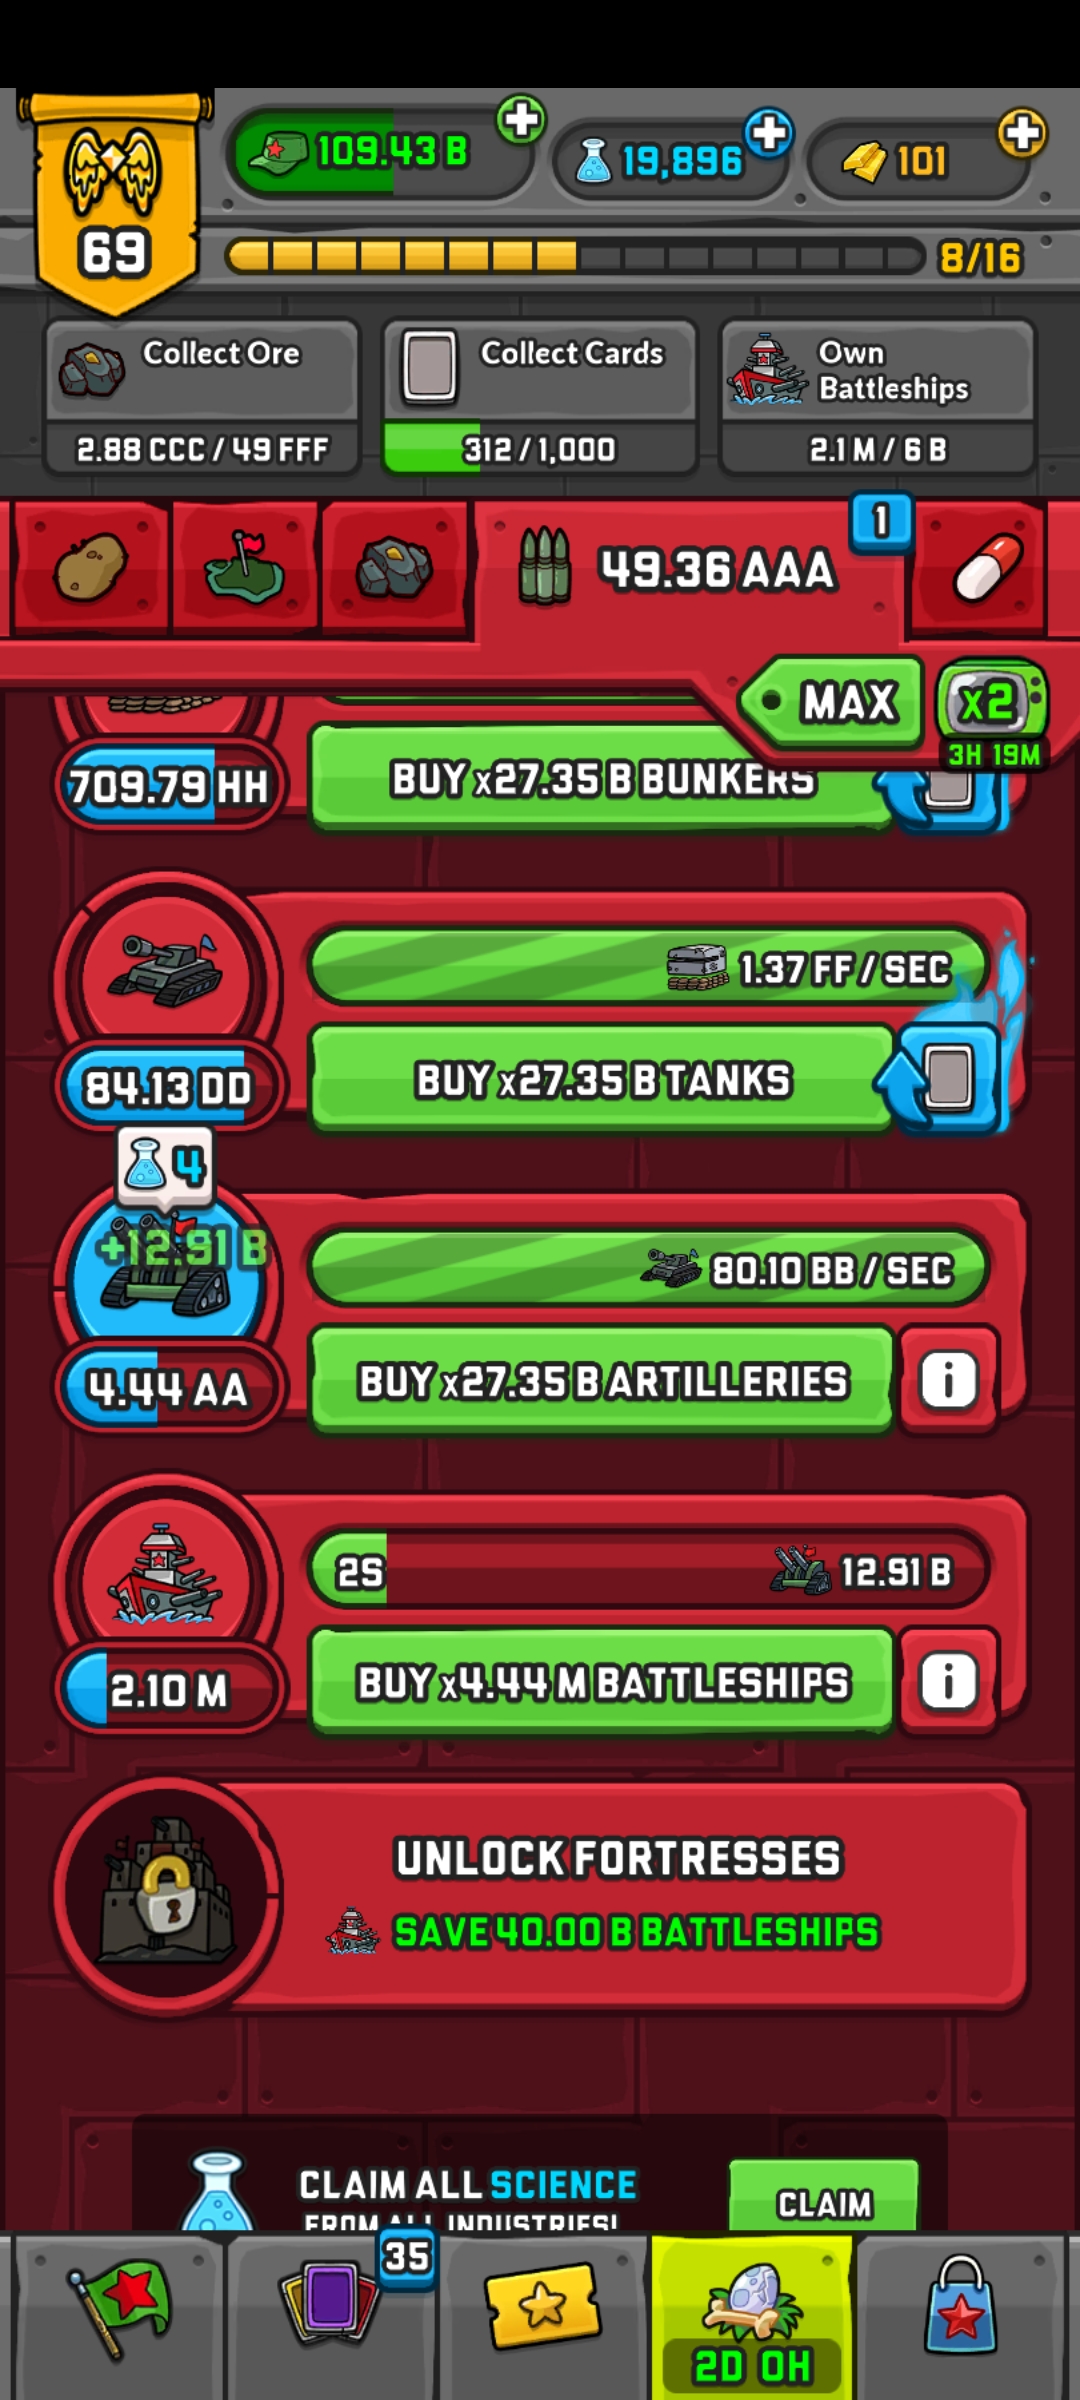 69
109.43 B
19,896
101
8/16
Collect Ore
2.88 CCC / 49 FFF
Collect Cards
312 / 1,000
Own
Battleships
2.1 M / 6 B
49.36 AAA
1
MAX
x2
3H 19M
709.79 HH
BUY x27.35 B BUNKERS
1.37 FF / SEC
84.13 DD
BUY x27.35 B TANKS
4
+12.91 B
80.10 BB / SEC
4.44 AA
BUY x27.35 B ARTILLERIES
i
2S
12.91 B
2.10 M
BUY x4.44 M BATTLESHIPS
i
UNLOCK FORTRESSES
SAVE 40.00 B BATTLESHIPS
CLAIM ALL SCIENCE
FROM ALL INDUSTRIES!
CLAIM
35
2D 0H